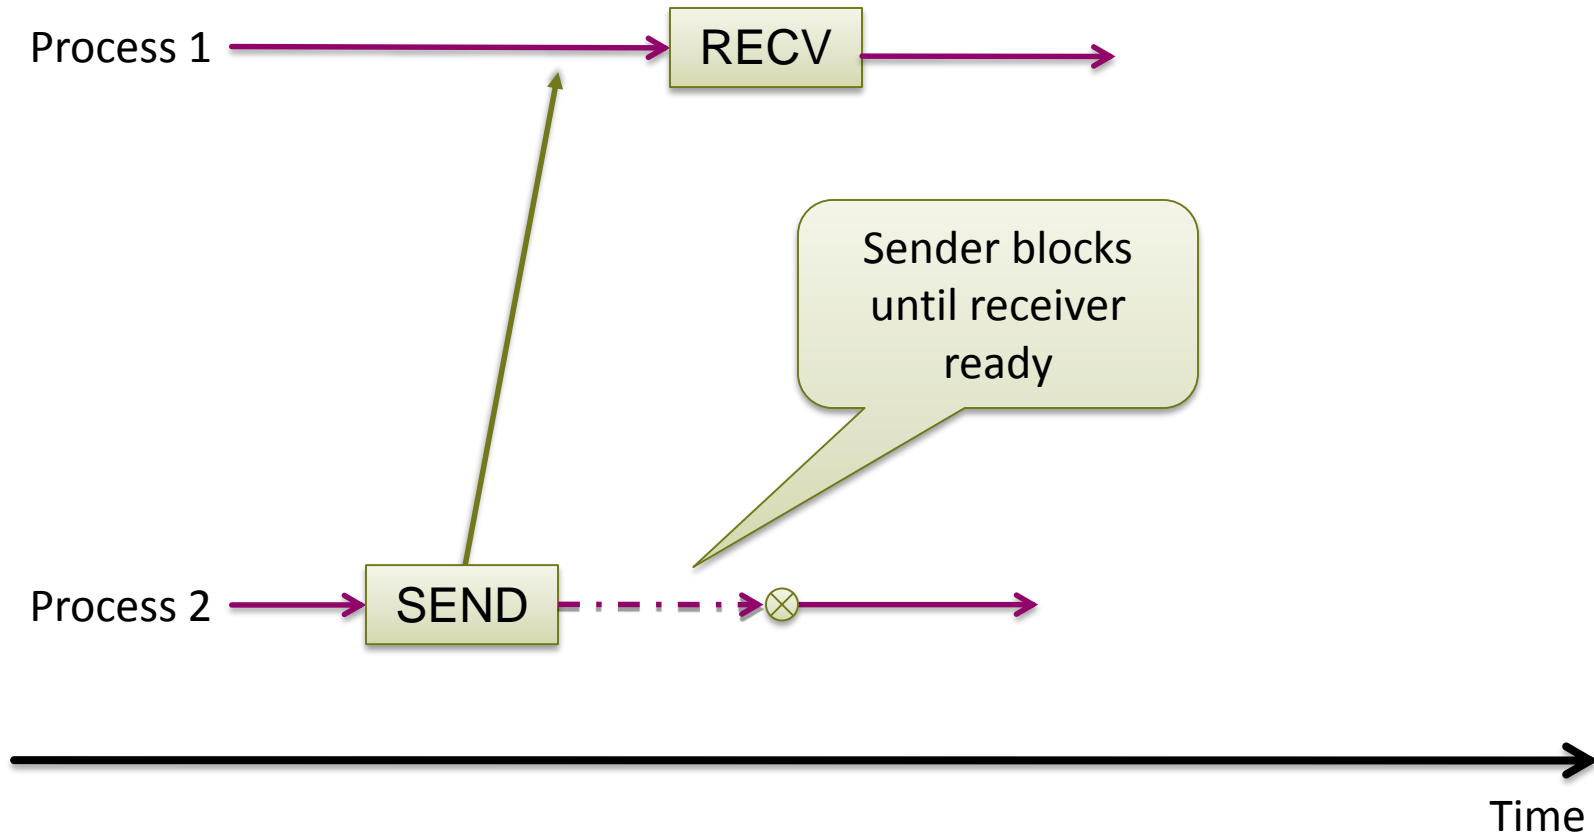 Process 1
RECV
Sender blocks
until receiver
ready
Process 2
SEND
Time